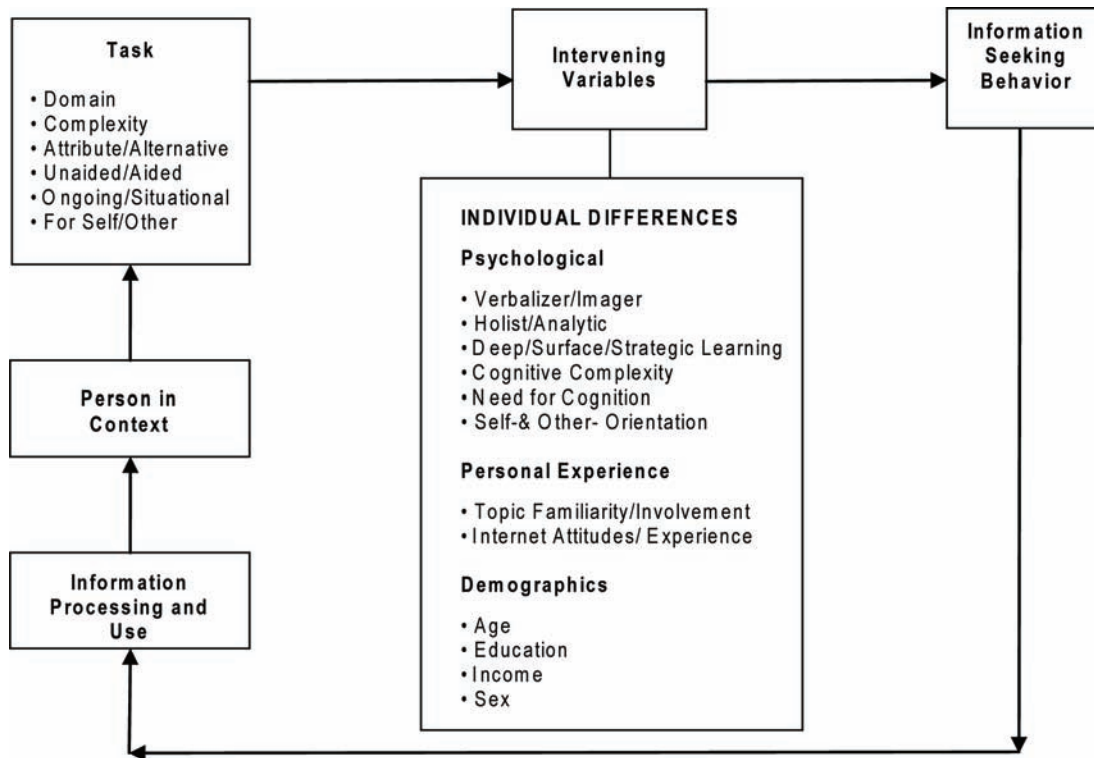 Task
• Domain
• Complexity
• Attribute/Alternative
• Unaided/Aided
• Ongoing/Situational
• For Self/Other
Intervening
Variables
Information
Seeking
Behavior
INDIVIDUAL DIFFERENCES
Psychological
• Verbalizer/Imager
• Holist/Analytic
• Deep/Surface/Strategic Learning
• Cognitive Complexity
• Need for Cognition
• Self-& Other- Orientation
Personal Experience
• Topic Familiarity/Involvement
• Internet Attitudes/ Experience
Demographics
• Age
• Education
• Income
• Sex
Person in
Context
Information
Processing and
Use